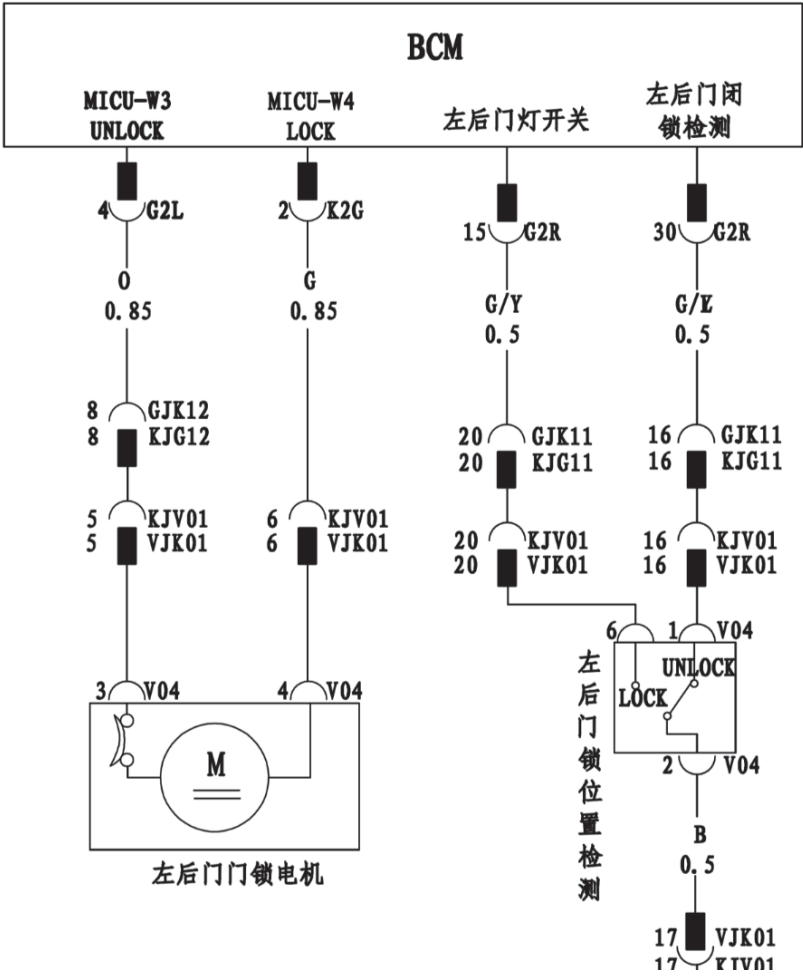 BCM
MICU-W3
UNLOCK
MICU-W4
LOCK
左后门灯开关
左后门闭
锁检测
4 G2L
2 K2G
15 G2R
30 G2R
O
0.85
G
0.85
G/Y
0.5
0.5
8 GJK12
8 KJG12
20 GJK11
20 KJG11
16 GJK11
16 KJG11
5 KJV01
5 VJK01
6 KJV01
6 VJK01
20 KJV01
20 VJK01
16 KJV01
16 VJK01
6
1 V04
UNLOCK
LOCK
左后门锁位置检测
3 V04
4 V04
M
2 V04
左后门门锁电机
B
0.5
17 VJK01
17 KJV01